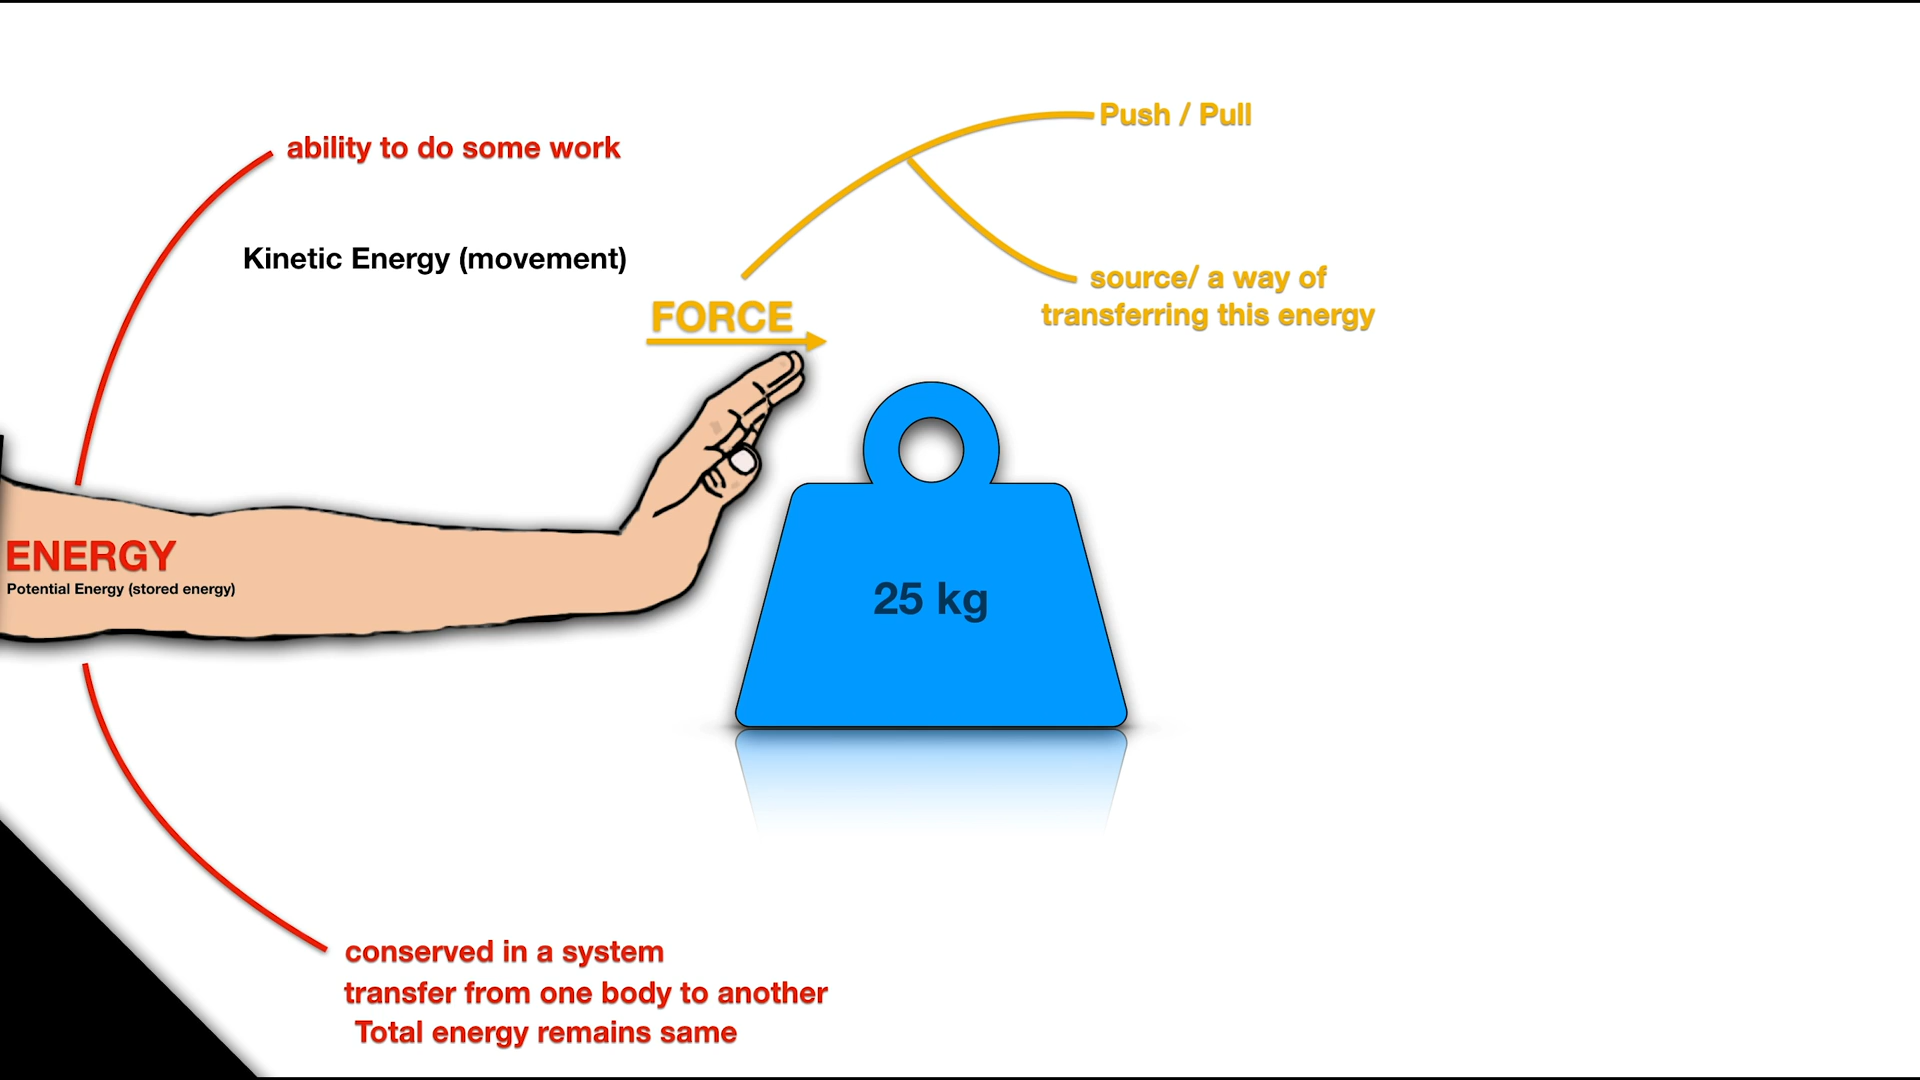 ability to do some work
Kinetic Energy (movement)
FORCE
Push / Pull
source/ a way of
transferring this energy
ENERGY
Potential Energy (stored energy)
25 kg
conserved in a system
transfer from one body to another
Total energy remains same